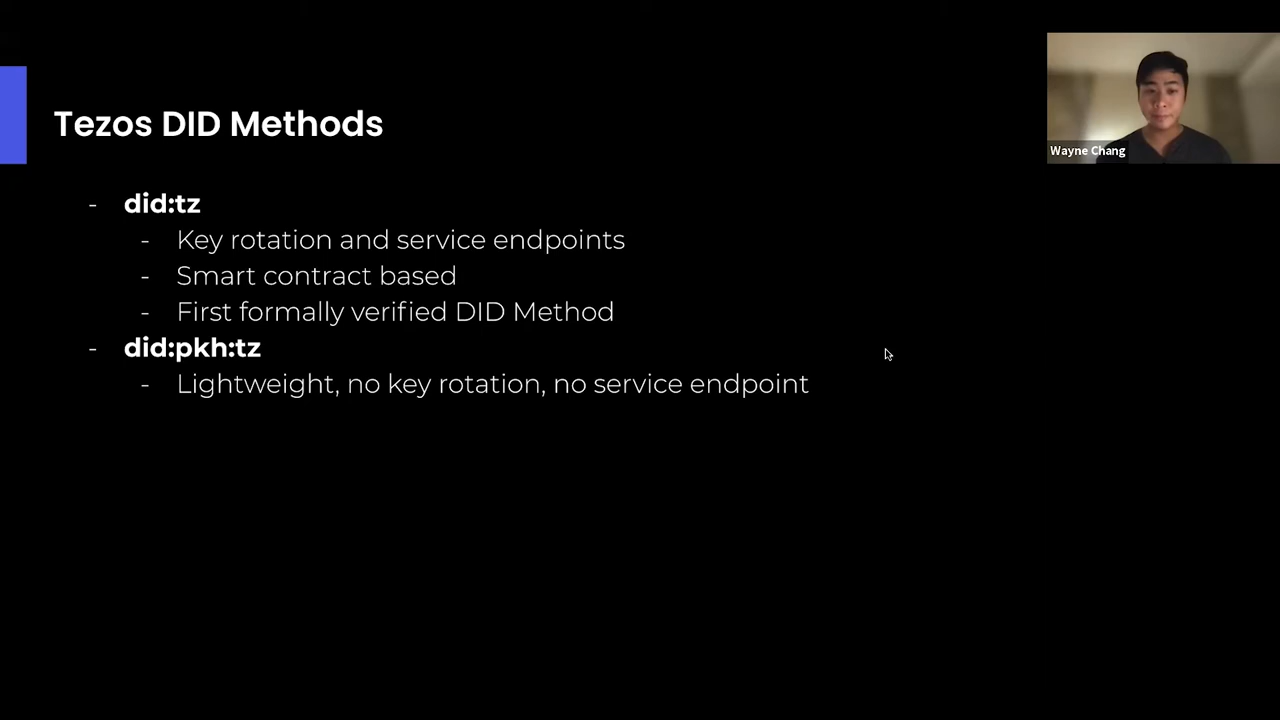 Tezos DID Methods
Wayne Chang
- did:tz
- Key rotation and service endpoints
- Smart contract based
- First formally verified DID Method
- did:pkh:tz
- Lightweight, no key rotation, no service endpoint